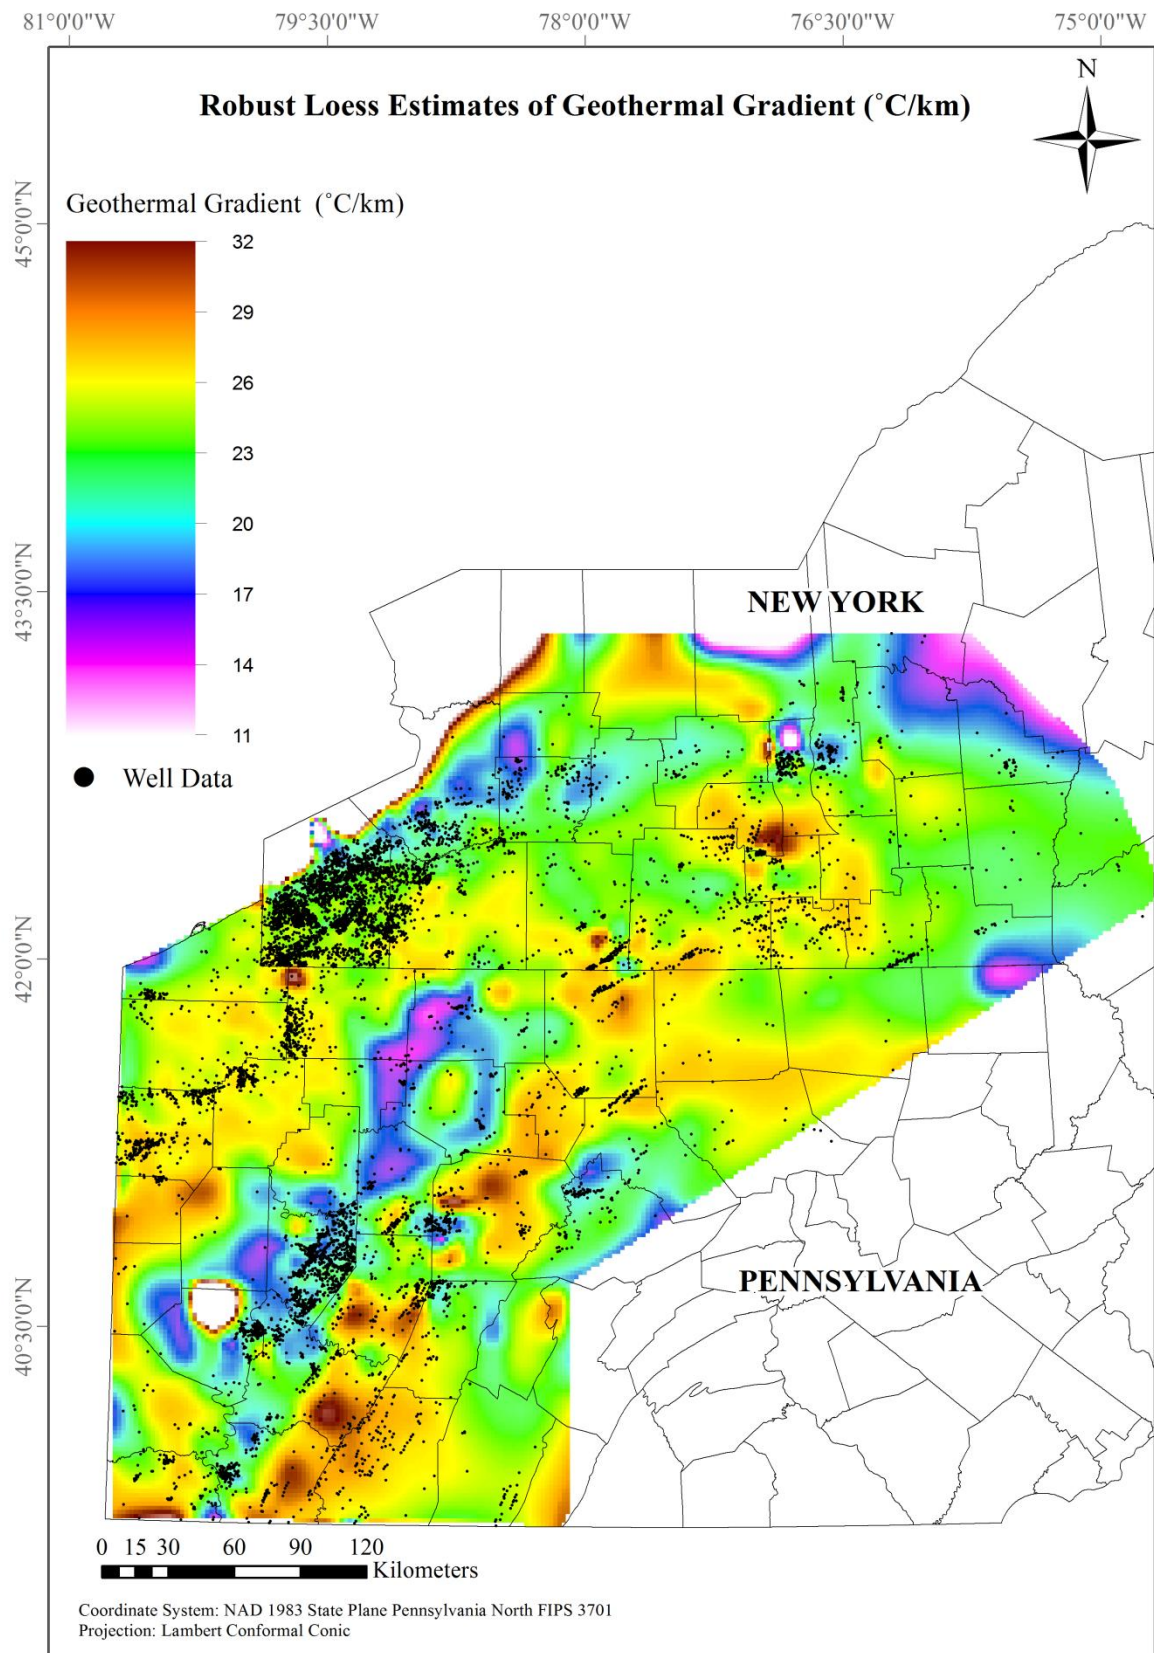 81°0'0"W 79°30'0"W 78°0'0"W 76°30'0"W 75°0'0"W
N
Robust Loess Estimates of Geothermal Gradient (˚C/km)
45°0'0"N
Geothermal Gradient (˚C/km)
32
29
26
23
20
17
14
11
Well Data
43°30'0"N
NEW YORK
42°0'0"N
PENNSYLVANIA
40°30'0"N
0 15 30 60 90 120
Kilometers
Coordinate System: NAD 1983 State Plane Pennsylvania North FIPS 3701
Projection: Lambert Conformal Conic